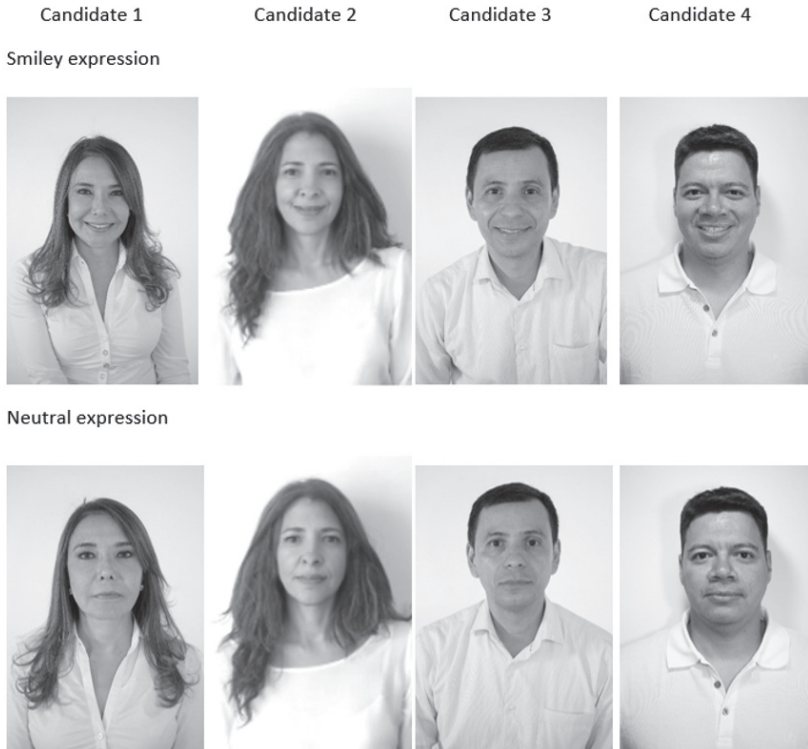 Candidate 1 Candidate 2 Candidate 3 Candidate 4
Smiley expression
Neutral expression